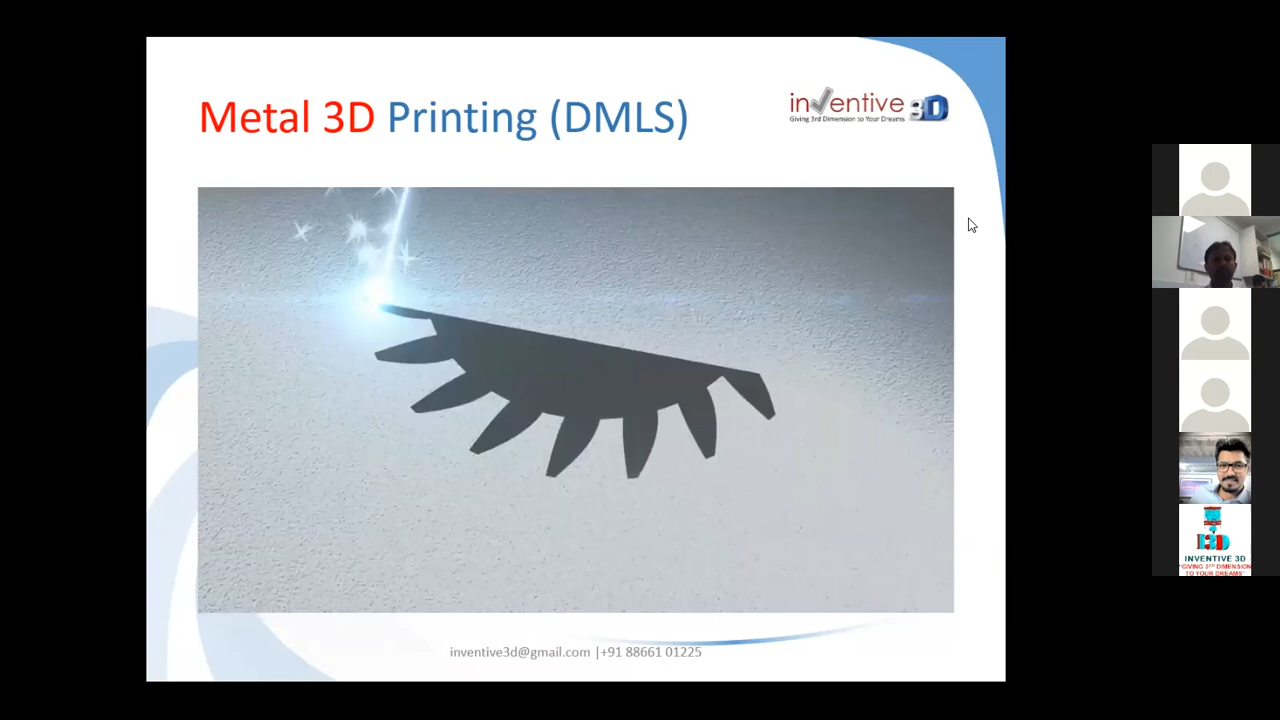 Metal 3D Printing (DMLS)
inventive 3D
Giving 3rd Dimension to Your Dreams
inventive3d@gmail.com |+91 88661 01225
I3D
INVENTIVE 3D
"GIVING 3RD DIMENSION
TO YOUR DREAMS"